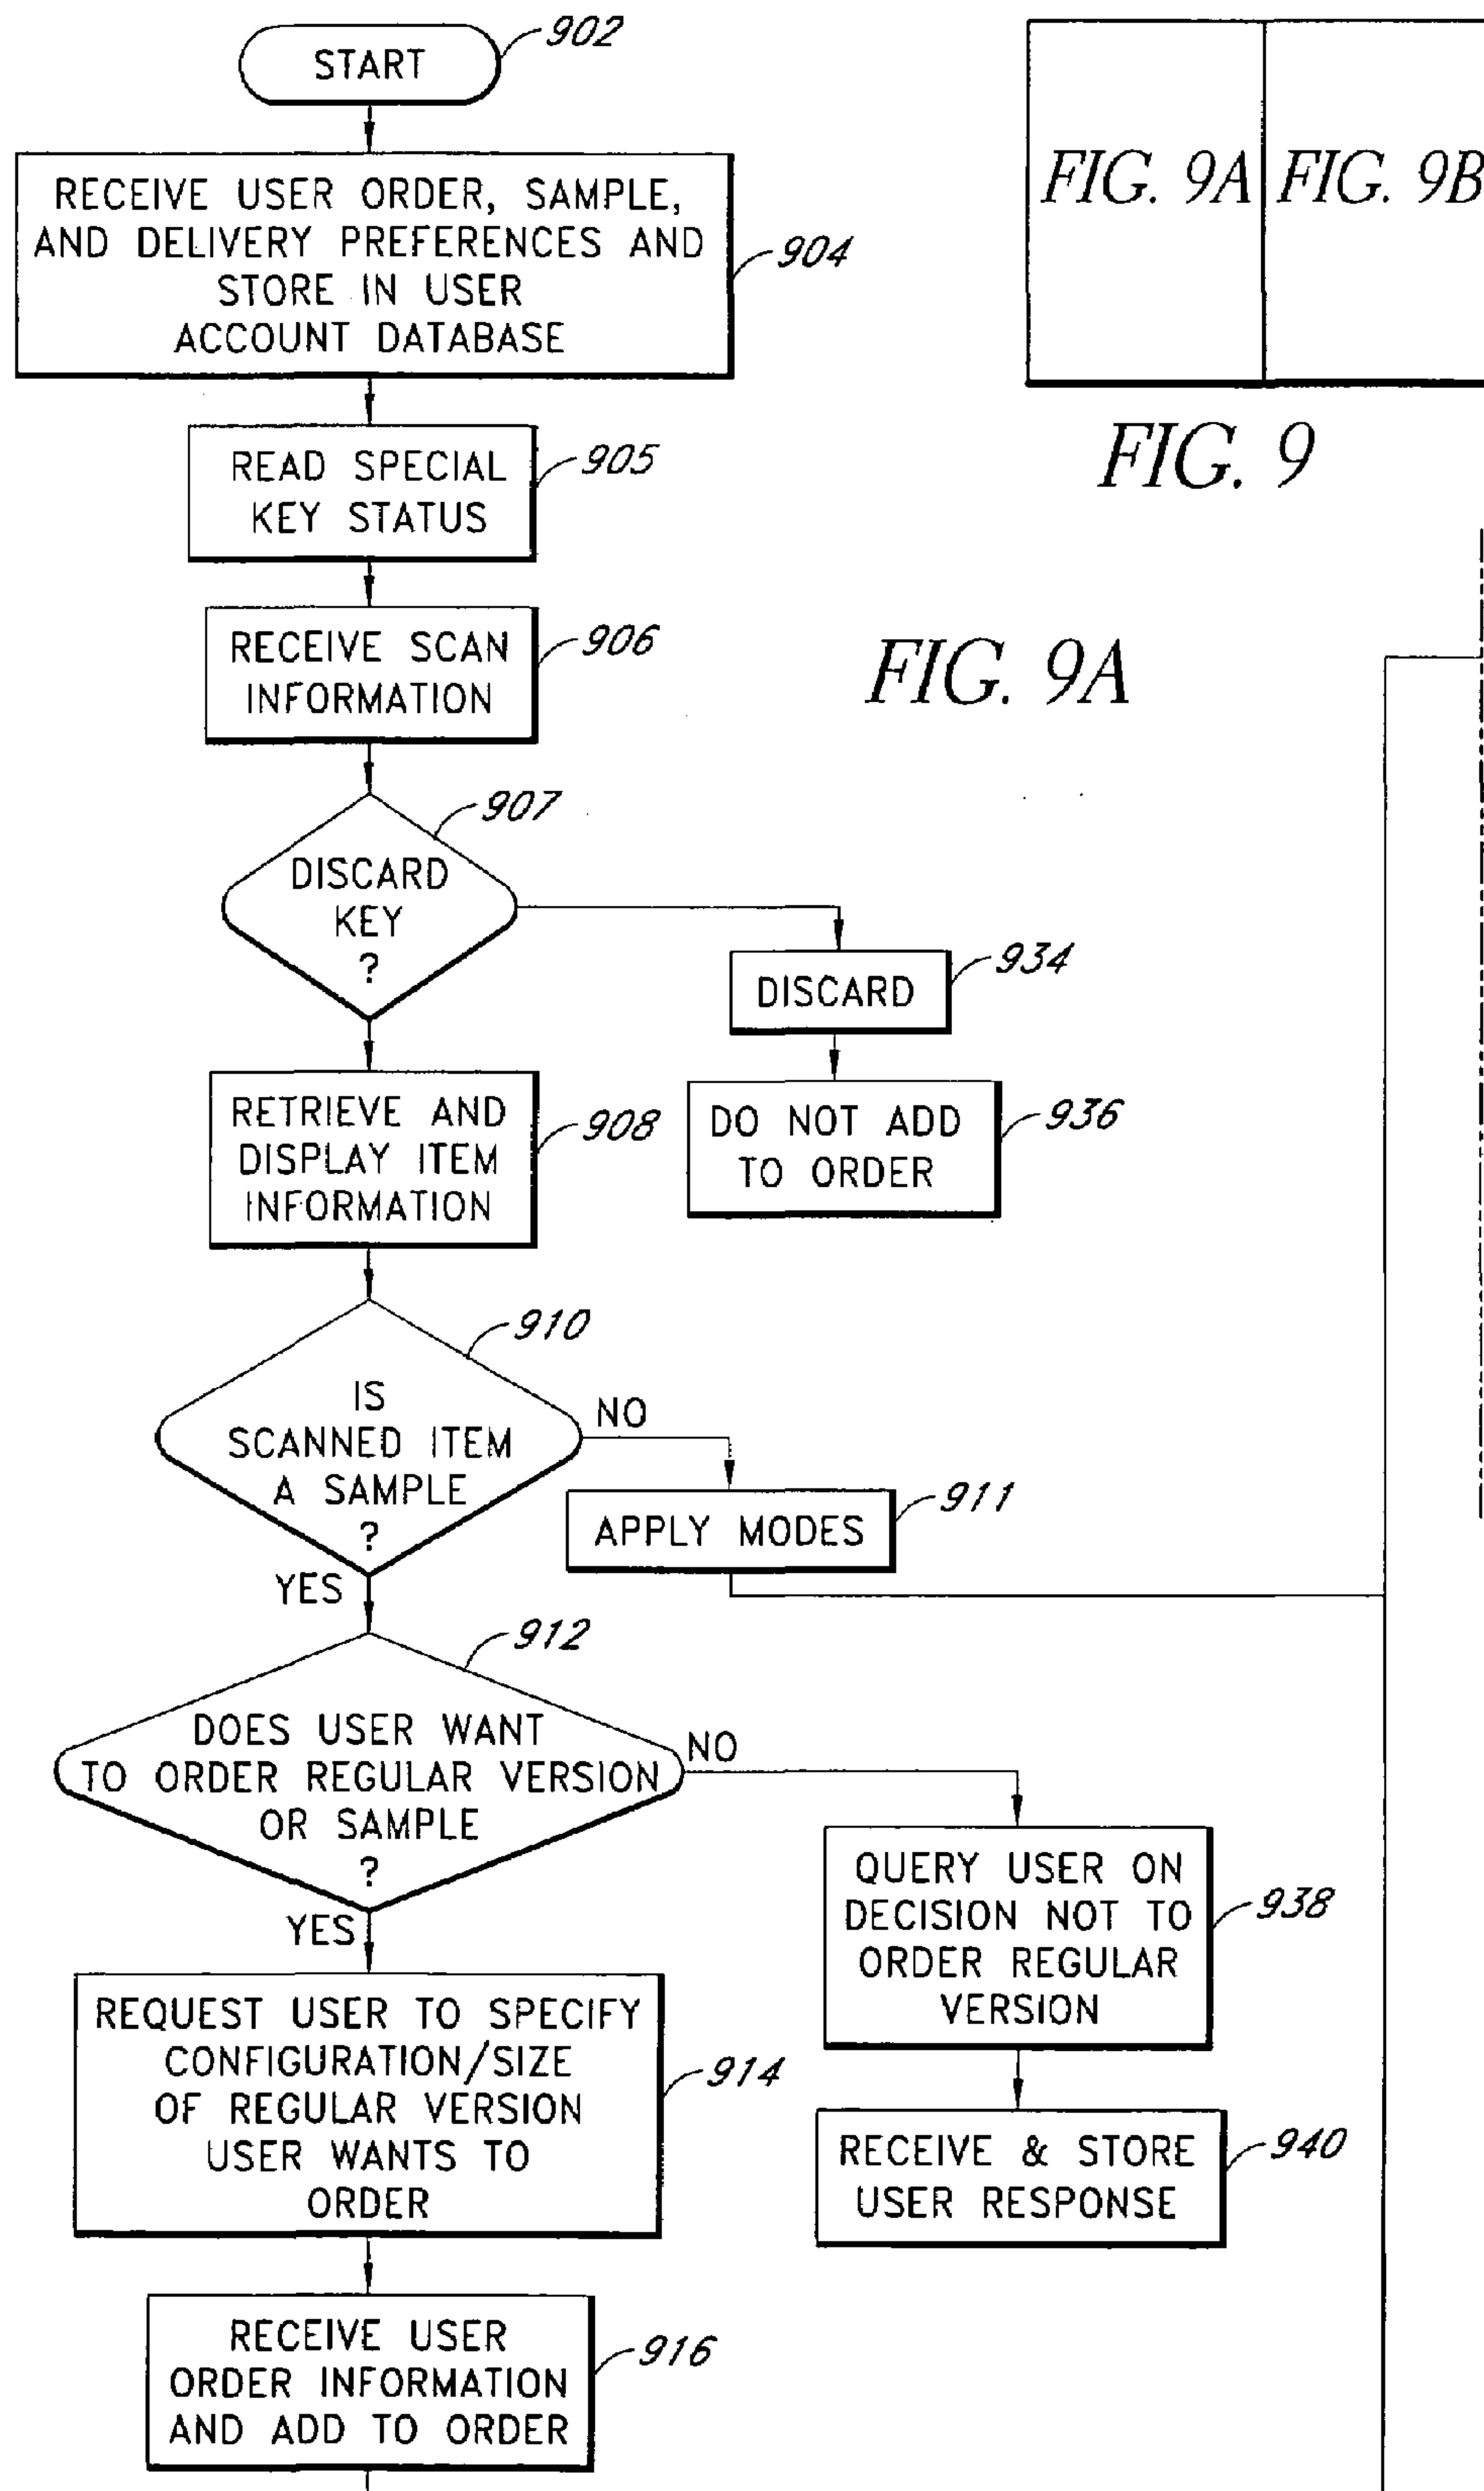 START
902
RECEIVE USER ORDER, SAMPLE,
AND DELIVERY PREFERENCES AND
STORE IN USER
ACCOUNT DATABASE
904
FIG. 9A
FIG. 9B
FIG. 9
READ SPECIAL
KEY STATUS
905
RECEIVE SCAN
INFORMATION
906
FIG. 9A
DISCARD
KEY
?
907
DISCARD
934
DO NOT ADD
TO ORDER
936
RETRIEVE AND
DISPLAY ITEM
INFORMATION
908
IS
SCANNED ITEM
A SAMPLE
?
910
NO
APPLY MODES
911
YES
DOES USER WANT
TO ORDER REGULAR VERSION
OR SAMPLE
?
912
NO
QUERY USER ON
DECISION NOT TO
ORDER REGULAR
VERSION
938
RECEIVE & STORE
USER RESPONSE
940
YES
REQUEST USER TO SPECIFY
CONFIGURATION/SIZE
OF REGULAR VERSION
USER WANTS TO
ORDER
914
RECEIVE USER
ORDER INFORMATION
AND ADD TO ORDER
916